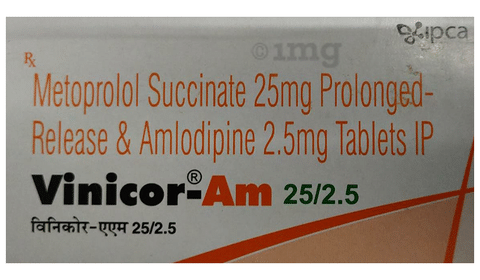 ipca
©1mg
Rx
Metoprolol Succinate 25mg Prolonged-
Release & Amlodipine 2.5mg Tablets IP
Vinicor®-Am 25/2.5
विनिकोर-एएम 25/2.5